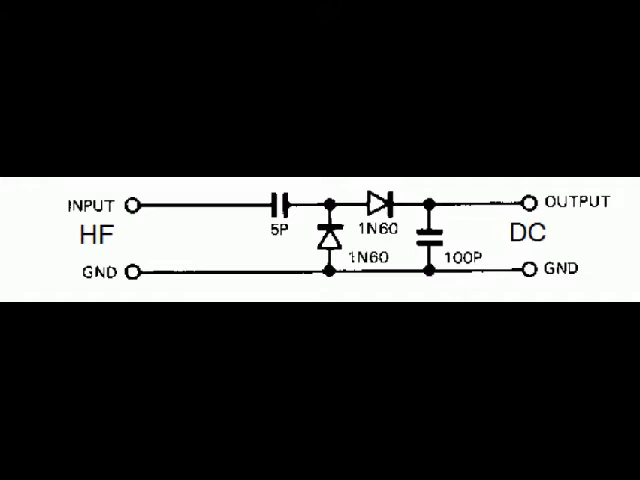 INPUT
OUTPUT
HF
5P
1N60
DC
1N60
100P
GND
GND